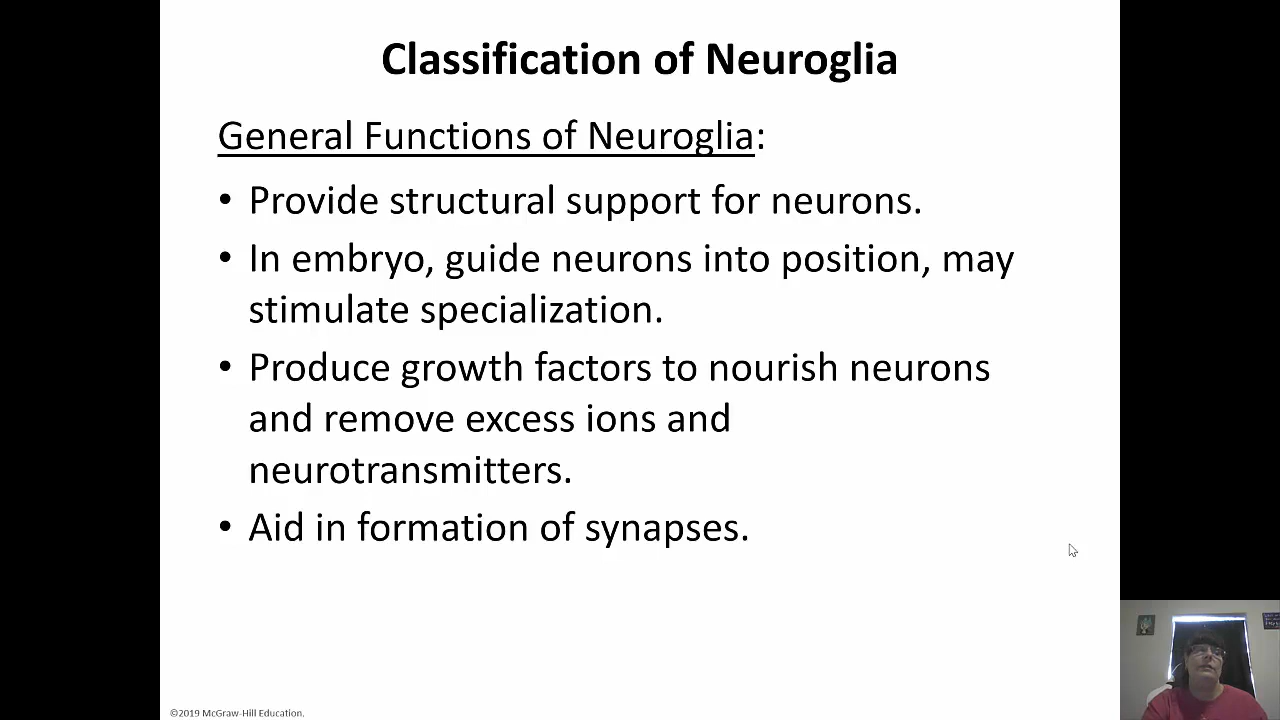 Classification of Neuroglia
General Functions of Neuroglia:
• Provide structural support for neurons.
• In embryo, guide neurons into position, may
stimulate specialization.
• Produce growth factors to nourish neurons
and remove excess ions and
neurotransmitters.
• Aid in formation of synapses.
©2019 McGraw-Hill Education.